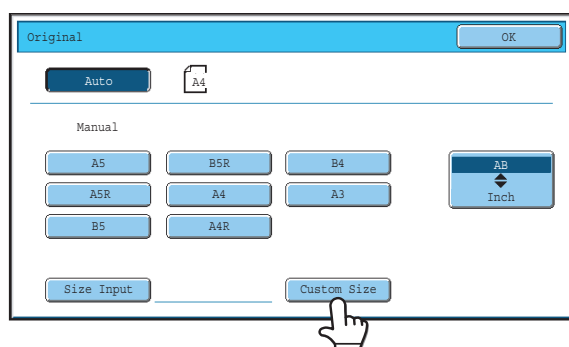 Original OK
Auto A4
Manual
A5 B5R B4 AB
A5R A4 A3 Inch
B5 A4R
Size Input Custom Size